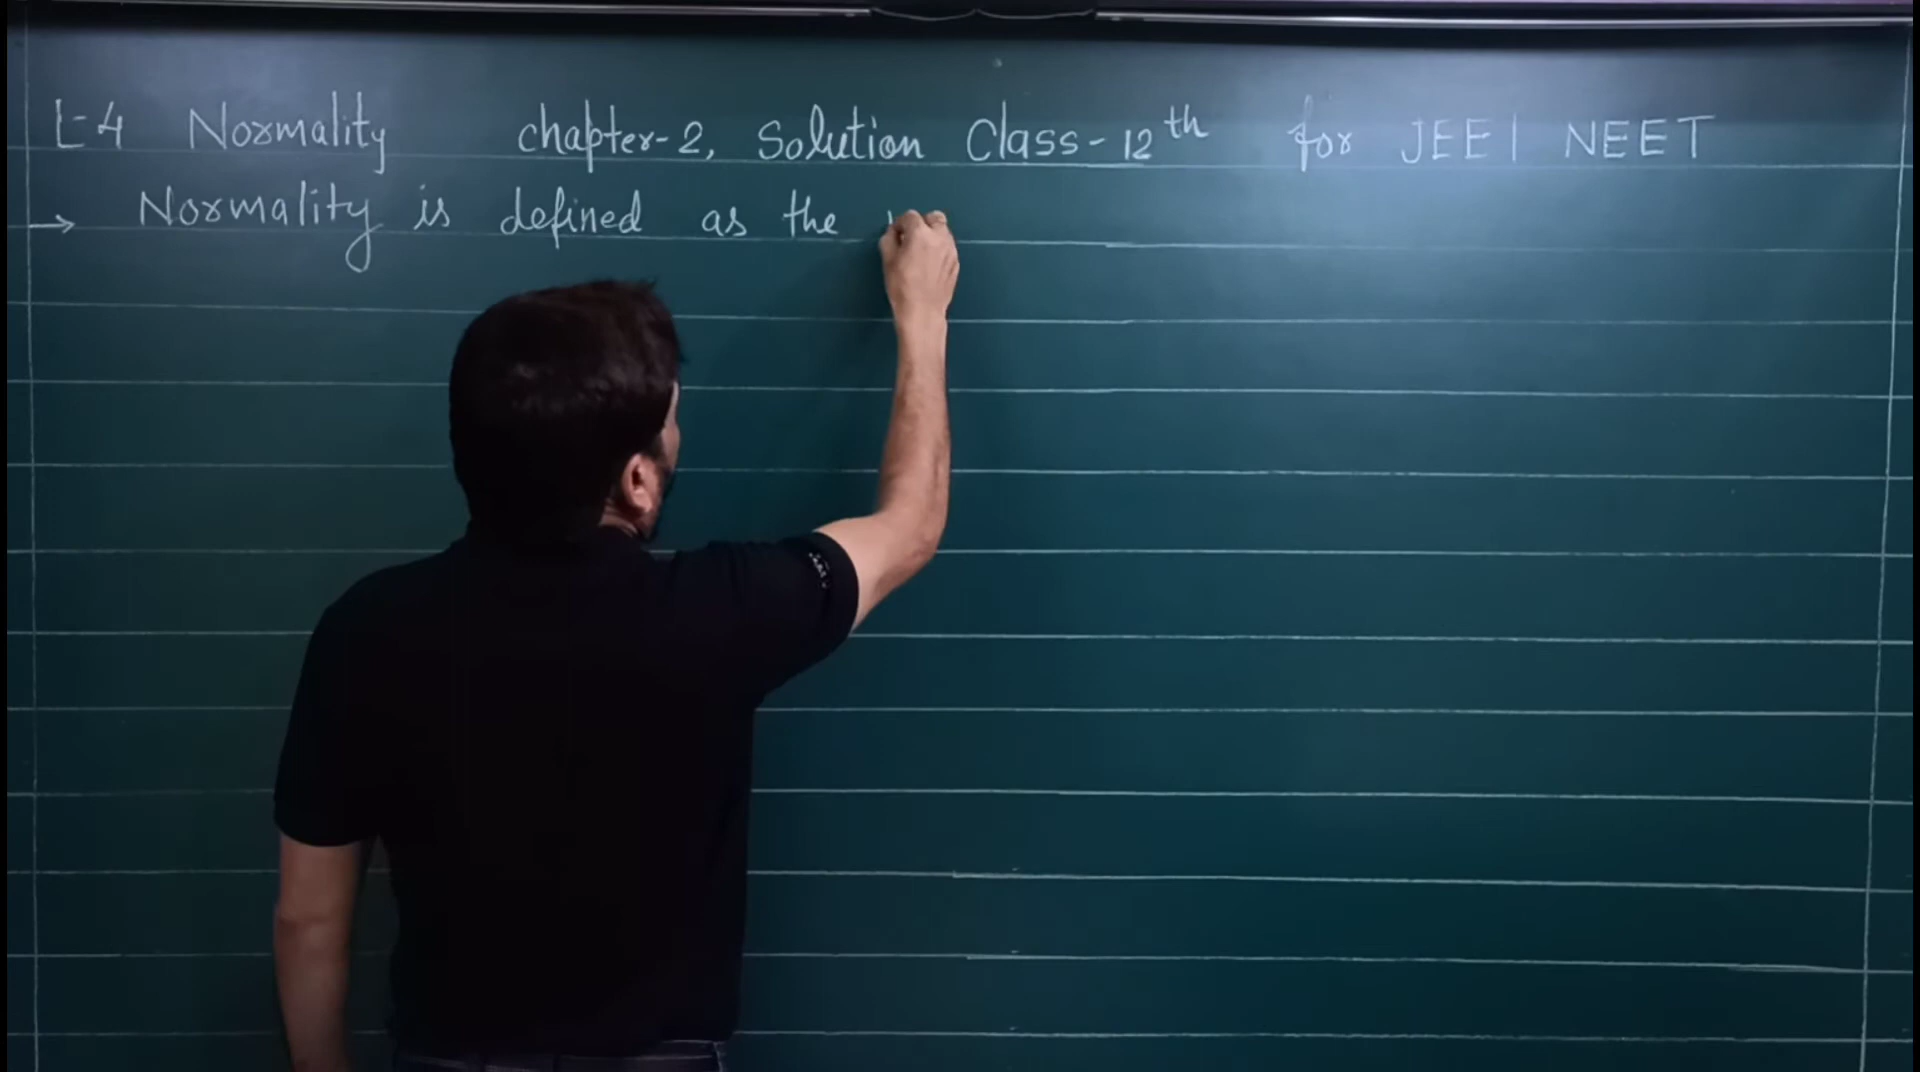 L-4 Normality chapter-2, Solution Class-12th for JEE| NEET
→ Normality is defined as the